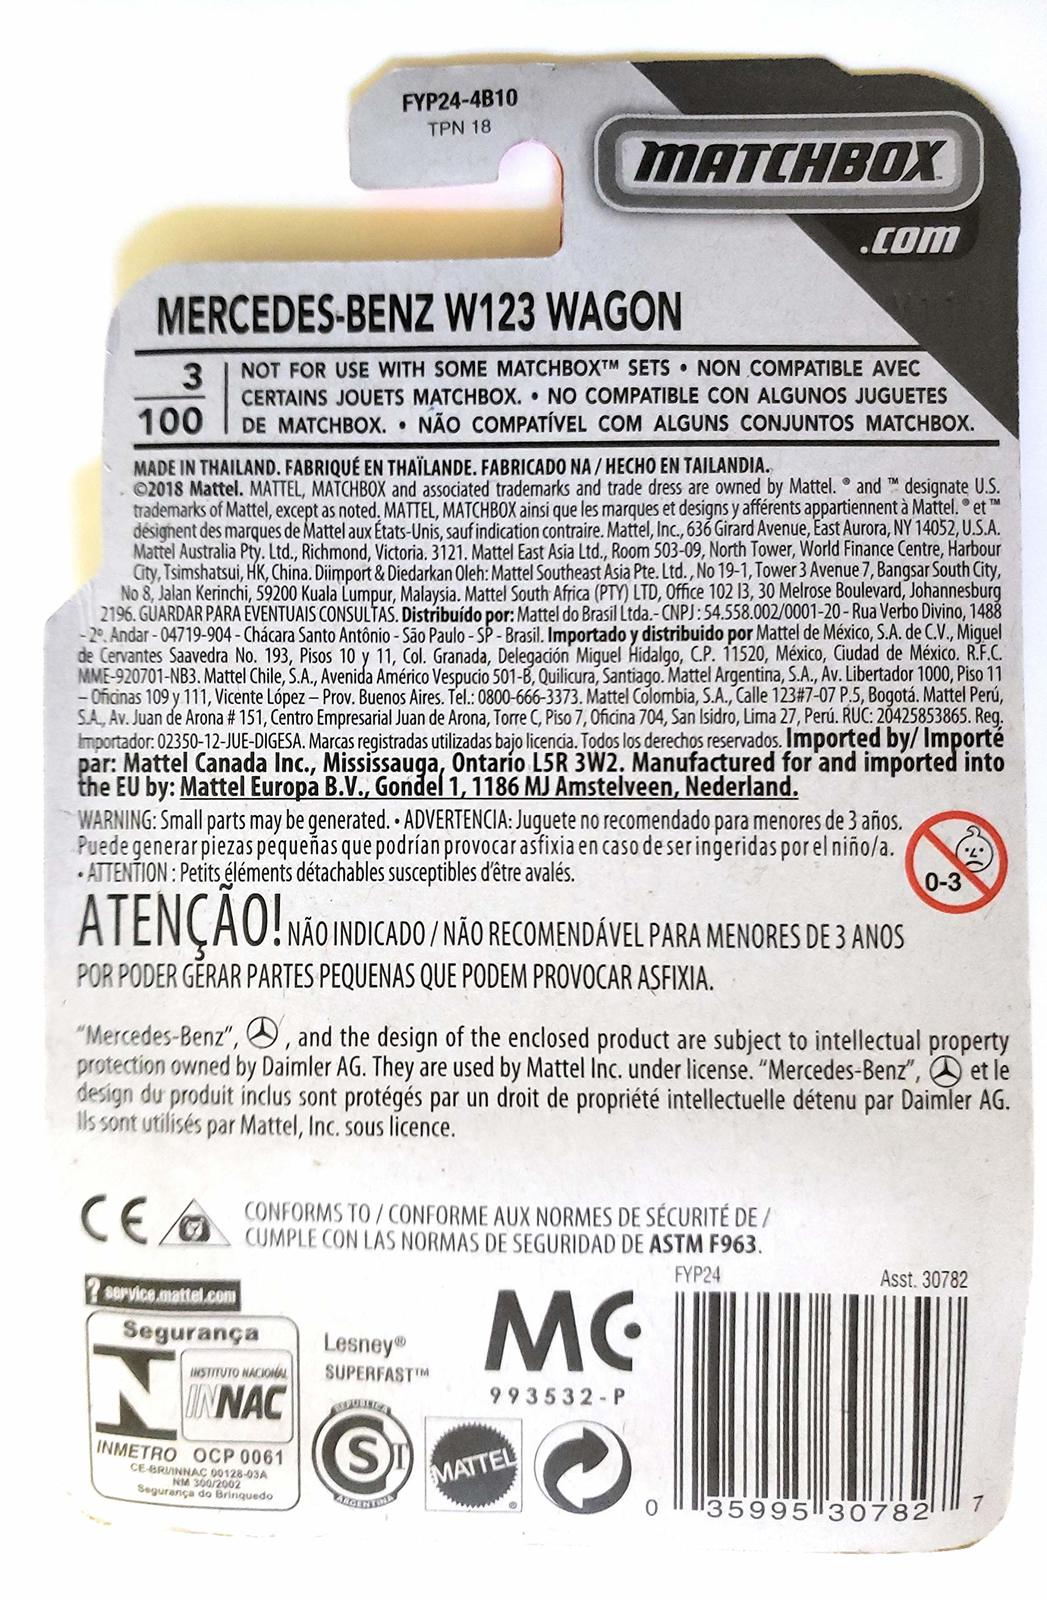 FYP24-4B10
TPN 18
MATCHBOX™
.com
MERCEDES-BENZ W123 WAGON
3
100
NOT FOR USE WITH SOME MATCHBOX™ SETS • NON COMPATIBLE AVEC
CERTAINS JOUETS MATCHBOX. • NO COMPATIBLE CON ALGUNOS JUGUETES
DE MATCHBOX. • NÃO COMPATÍVEL COM ALGUNS CONJUNTOS MATCHBOX.
MADE IN THAILAND. FABRIQUÉ EN THAÏLANDE. FABRICADO NA / HECHO EN TAILANDIA.
©2018 Mattel. MATTEL, MATCHBOX and associated trademarks and trade dress are owned by Mattel. ® and ™ designate U.S.
trademarks of Mattel, except as noted. MATTEL, MATCHBOX ainsi que les marques et designs y afférents appartiennent à Mattel. ® et ™
désignent des marques de Mattel aux États-Unis, sauf indication contraire. Mattel, Inc., 636 Girard Avenue, East Aurora, NY 14052, U.S.A.
Mattel Australia Pty. Ltd., Richmond, Victoria. 3121. Mattel East Asia Ltd., Room 503-09, North Tower, World Finance Centre, Harbour
City, Tsimshatsui, HK, China. Diimport & Diedarkan Oleh: Mattel Southeast Asia Pte. Ltd., No 19-1, Tower 3 Avenue 7, Bangsar South City,
No 8, Jalan Kerinchi, 59200 Kuala Lumpur, Malaysia. Mattel South Africa (PTY) LTD, Office 102 I3, 30 Melrose Boulevard, Johannesburg
2196. GUARDAR PARA EVENTUAIS CONSULTAS. Distribuído por: Mattel do Brasil Ltda.- CNPJ : 54.558.002/0001-20 - Rua Verbo Divino, 1488
- 2º. Andar - 04719-904 - Chácara Santo Antônio - São Paulo - SP - Brasil. Importado y distribuido por Mattel de México, S.A. de C.V., Miguel
de Cervantes Saavedra No. 193, Pisos 10 y 11, Col. Granada, Delegación Miguel Hidalgo, C.P. 11520, México, Ciudad de México. R.F.C.
MME-920701-NB3. Mattel Chile, S.A., Avenida Américo Vespucio 501-B, Quilicura, Santiago. Mattel Argentina, S.A., Av. Libertador 1000, Piso 11
– Oficinas 109 y 111, Vicente López – Prov. Buenos Aires. Tel.: 0800-666-3373. Mattel Colombia, S.A., Calle 123#7-07 P.5, Bogotá. Mattel Perú,
S.A., Av. Juan de Arona # 151, Centro Empresarial Juan de Arona, Torre C, Piso 7, Oficina 704, San Isidro, Lima 27, Perú. RUC: 20425853865. Reg.
Importador: 02350-12-JUE-DIGESA. Marcas registradas utilizadas bajo licencia. Todos los derechos reservados. Imported by/ Importé
par: Mattel Canada Inc., Mississauga, Ontario L5R 3W2. Manufactured for and imported into
the EU by: Mattel Europa B.V., Gondel 1, 1186 MJ Amstelveen, Nederland.
WARNING: Small parts may be generated. • ADVERTENCIA: Juguete no recomendado para menores de 3 años.
Puede generar piezas pequeñas que podrían provocar asfixia en caso de ser ingeridas por el niño/a.
• ATTENTION : Petits éléments détachables susceptibles d'être avalés.
0-3
ATENÇÃO! NÃO INDICADO / NÃO RECOMENDÁVEL PARA MENORES DE 3 ANOS
POR PODER GERAR PARTES PEQUENAS QUE PODEM PROVOCAR ASFIXIA.
"Mercedes-Benz", , and the design of the enclosed product are subject to intellectual property
protection owned by Daimler AG. They are used by Mattel Inc. under license. "Mercedes-Benz", et le
design du produit inclus sont protégés par un droit de propriété intellectuelle détenu par Daimler AG.
Ils sont utilisés par Mattel, Inc. sous licence.
CE
CONFORMS TO / CONFORME AUX NORMES DE SÉCURITÉ DE /
CUMPLE CON LAS NORMAS DE SEGURIDAD DE ASTM F963.
FYP24
Asst. 30782
? service.mattel.com
Segurança
INSTITUTO NACIONAL
INNAC
INMETRO OCP 0061
CE-BRI/INNAC 00128-03A
NM 300/2002
Segurança do Brinquedo
Lesney®
SUPERFAST™
REPUBLICA
S
ARGENTINA
MC
993532-P
MATTEL
®
0 35995 30782 7